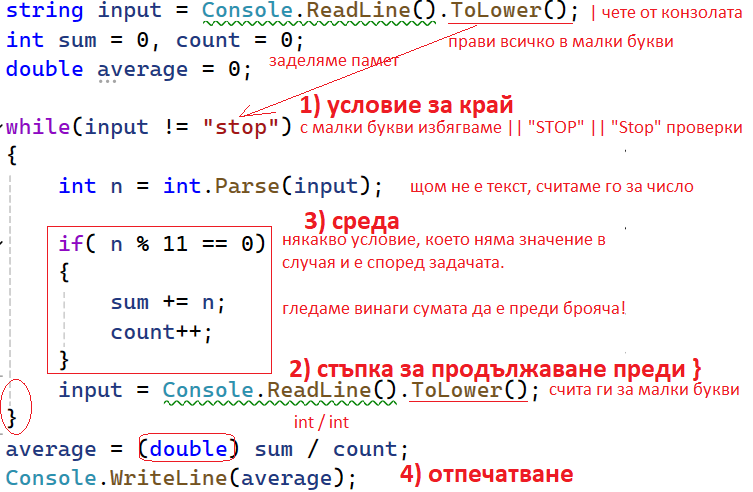 string input = Console.ReadLine().ToLower(); | чете от конзолата
int sum = 0, count = 0; прави всичко в малки букви
double average = 0; заделяме памет
1) условие за край
while(input != "stop") с малки букви избягваме || "STOP" || "Stop" проверки
{
int n = int.Parse(input); щом не е текст, считаме го за число
3) среда
if( n % 11 == 0) някакво условие, което няма значение в
{ случая и е според задачата.
sum += n; гледаме винаги сумата да е преди брояча!
count++;
}
2) стъпка за продължаване преди }
input = Console.ReadLine().ToLower(); счита ги за малки букви
}
int / int
average = (double) sum / count;
Console.WriteLine(average); 4) отпечатване